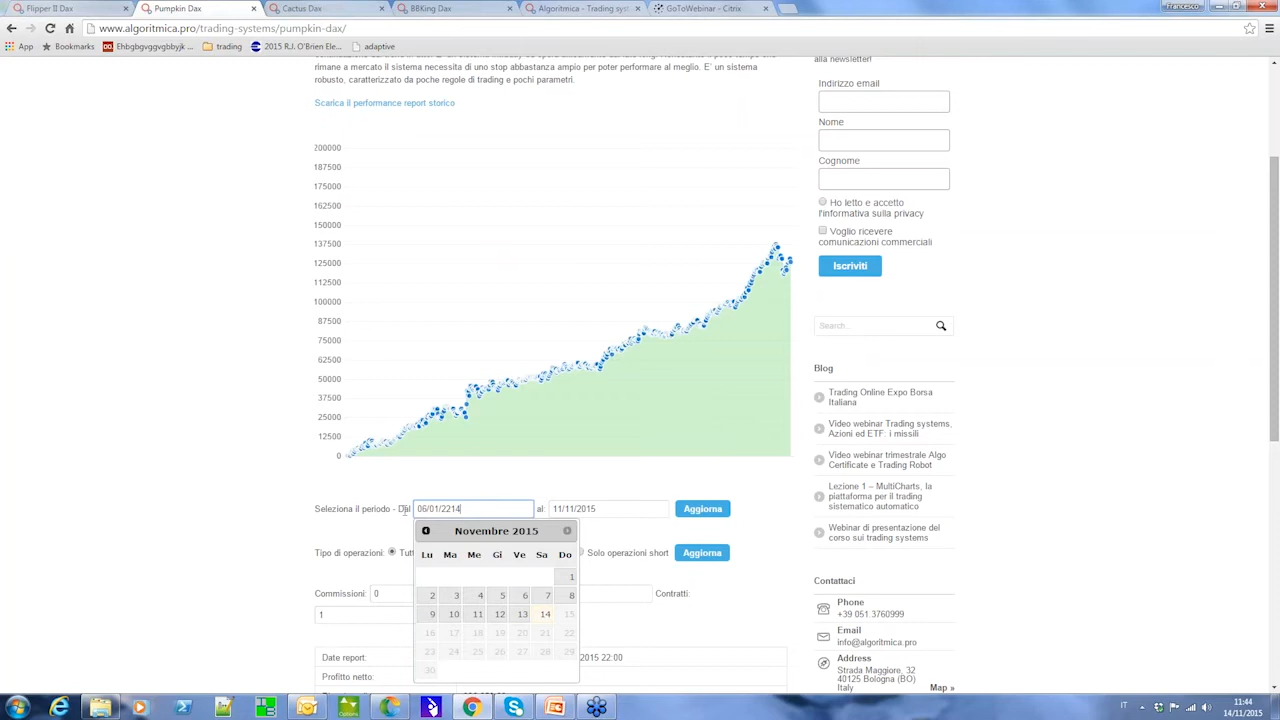 Flipper II Dax
Pumpkin Dax
Cactus Dax
BBKing Dax
Algoritmica - Trading syst
GoToWebinar - Citrix
Francesco
www.algoritmica.pro/trading-systems/pumpkin-dax/
App
Bookmarks
Ehbgbgvggvgbbyjk ...
trading
2015 R.J. O'Brien Ele...
adaptive
rimane a mercato il sistema necessita di uno stop abbastanza ampio per poter performare al meglio. E' un sistema
robusto, caratterizzato da poche regole di trading e pochi parametri.
Scarica il performance report storico
200000
187500
175000
162500
150000
137500
125000
112500
100000
87500
75000
62500
50000
37500
25000
12500
0
Seleziona il periodo - Dal 06/01/2214 al: 11/11/2015 Aggiorna
Novembre 2015
Lu Ma Me Gi Ve Sa Do
1
2 3 4 5 6 7 8
9 10 11 12 13 14 15
16 17 18 19 20 21 22
23 24 25 26 27 28 29
30
Tipo di operazioni: Tutt Solo operazioni short Aggiorna
Commissioni: 0 Contratti:
1
Date report: 2015 22:00
Profitto netto:
alla newsletter!
Indirizzo email
Nome
Cognome
Ho letto e accetto
l'informativa sulla privacy
Voglio ricevere
comunicazioni commerciali
Iscriviti
Search...
Blog
Trading Online Expo Borsa
Italiana
Video webinar Trading systems,
Azioni ed ETF: i missili
Video webinar trimestrale Algo
Certificate e Trading Robot
Lezione 1 – MultiCharts, la
piattaforma per il trading
sistematico automatico
Webinar di presentazione del
corso sui trading systems
Contattaci
Phone
+39 051.3760999
Email
info@algoritmica.pro
Address
Strada Maggiore, 32
40125 Bologna (BO)
Italy
Map »
Options
IT
11:44
14/11/2015